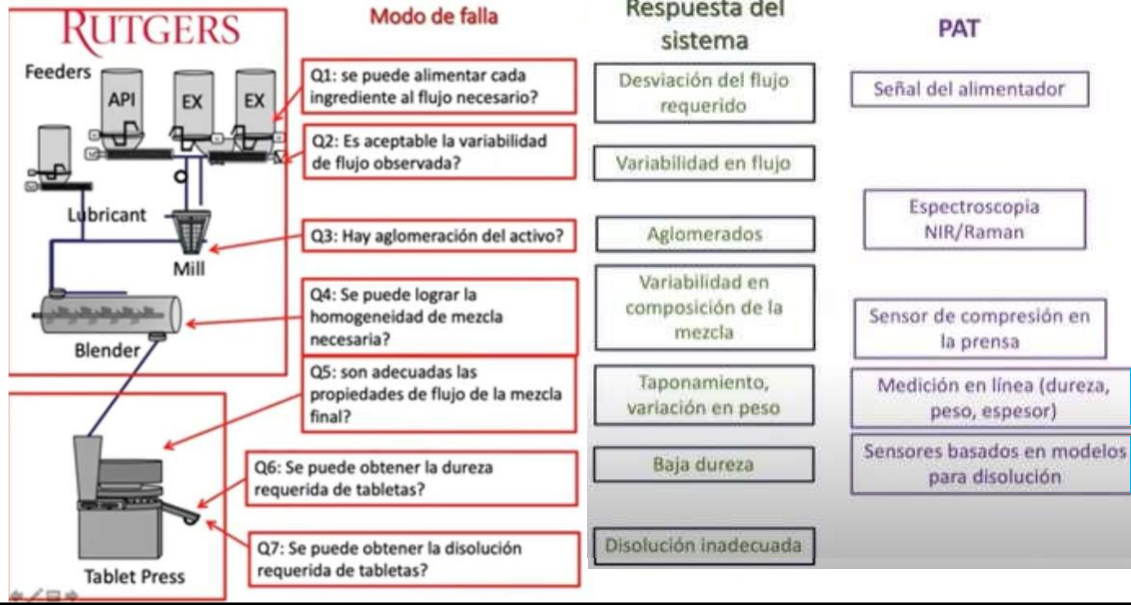 RUTGERS
Feeders
API
EX
EX
Lubricant
Mill
Blender
Tablet Press
Modo de falla
Q1: se puede alimentar cada
ingrediente al flujo necesario?
Q2: Es aceptable la variabilidad
de flujo observada?
Q3: Hay aglomeración del activo?
Q4: Se puede lograr la
homogeneidad de mezcla
necesaria?
Q5: son adecuadas las
propiedades de flujo de la mezcla
final?
Q6: Se puede obtener la dureza
requerida de tabletas?
Q7: Se puede obtener la disolución
requerida de tabletas?
Respuesta del
sistema
Desviación del flujo
requerido
Variabilidad en flujo
Aglomerados
Variabilidad en
composición de la
mezcla
Taponamiento,
variación en peso
Baja dureza
Disolución inadecuada
PAT
Señal del alimentador
Espectroscopia
NIR/Raman
Sensor de compresión en
la prensa
Medición en línea (dureza,
peso, espesor)
Sensores basados en modelos
para disolución